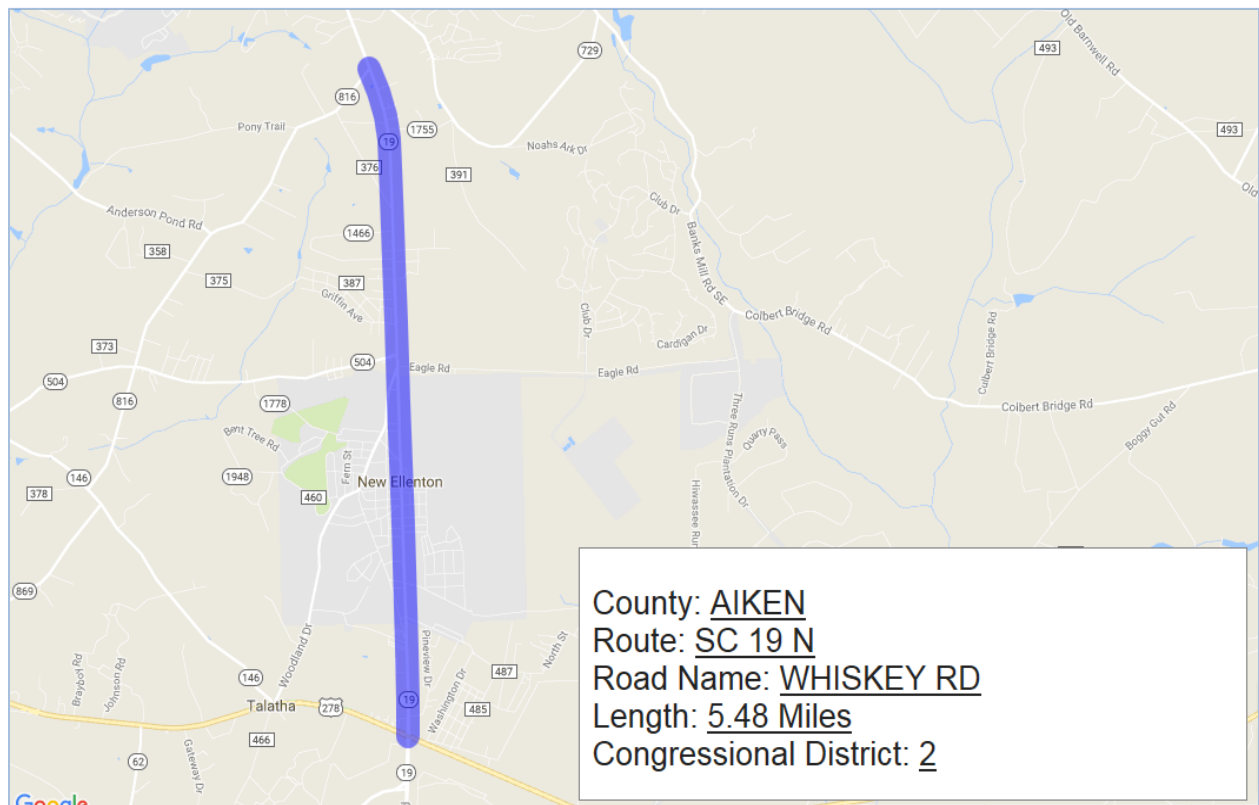 493
Old Barnwell Rd
729
816
Pony Trail
1755
19
Noahs Ark Dr
493
376
391
Old
Club Dr
Anderson Pond Rd
1466
358
Banks Mill Rd SE
375
387
Griffin Ave
Club Dr
Colbert Bridge Rd
Cardigan Dr
Culbert Bridge Rd
373
504
Eagle Rd
Eagle Rd
504
816
1778
Colbert Bridge Rd
Three Runs Plantation Dr
Quarry Pass
Boggy Gut Rd
Bent Tree Rd
Fern St
146
1948
New Ellenton
378
460
Hiwassee Run
869
Woodland Dr
Pineview Dr
North St
Brayboy Rd
Johnson Rd
487
146
Washington Dr
Talatha
278
19
485
466
Gateway Dr
62
19
Google
County: AIKEN
Route: SC 19 N
Road Name: WHISKEY RD
Length: 5.48 Miles
Congressional District: 2